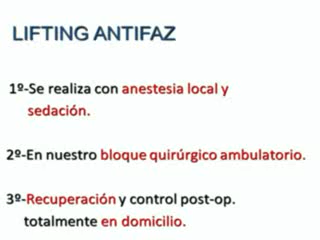 LIFTING ANTIFAZ
1º-Se realiza con anestesia local y
sedación.
2º-En nuestro bloque quirúrgico ambulatorio.
3º-Recuperación y control post-op.
totalmente en domicilio.